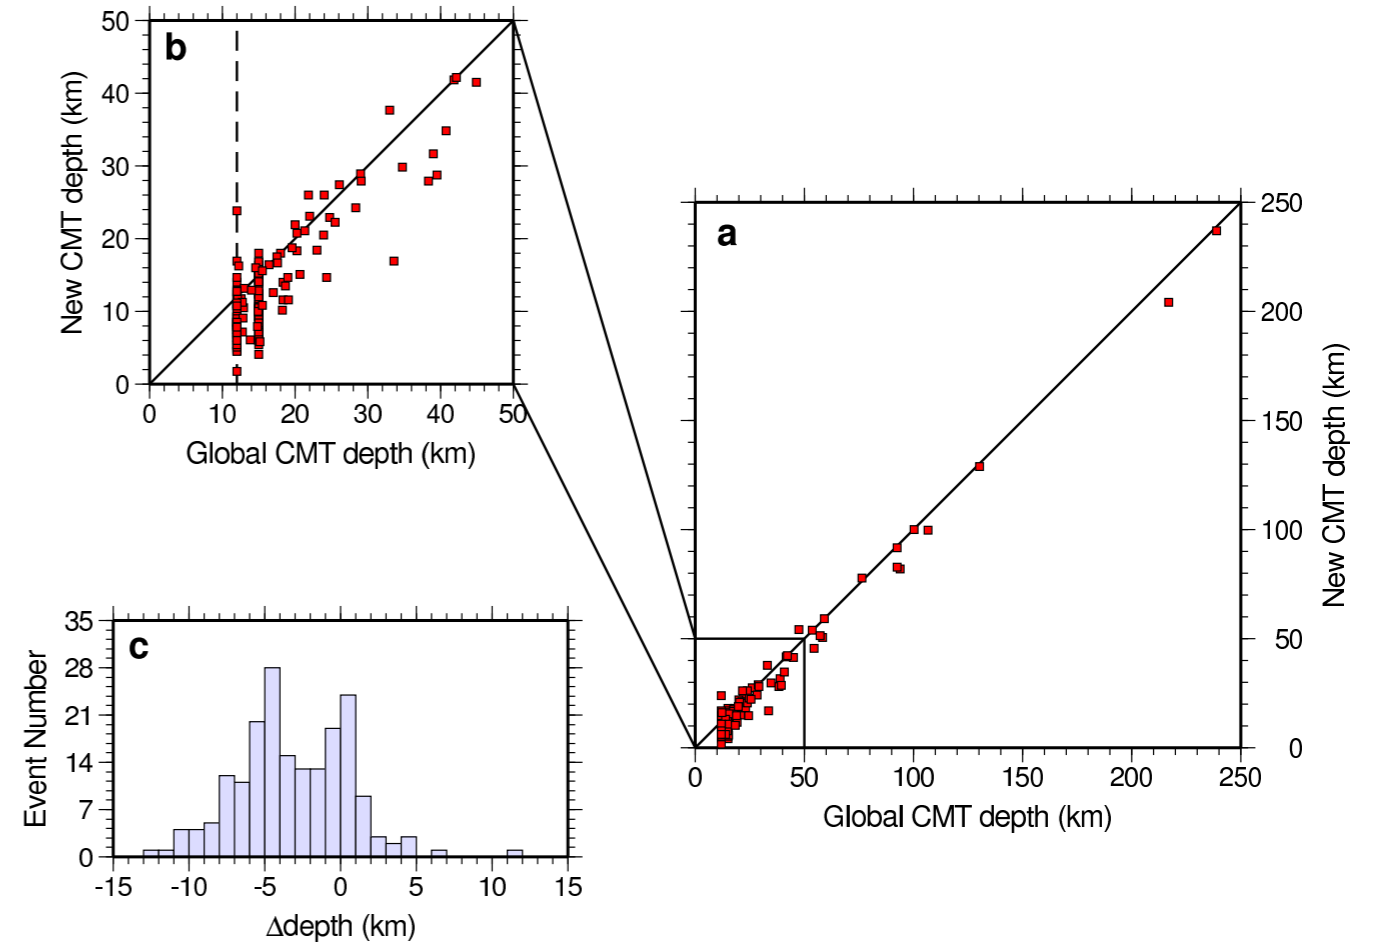 b
50
40
30
20
10
0
New CMT depth (km)
0 10 20 30 40 50
Global CMT depth (km)
a
250
200
150
100
50
0
New CMT depth (km)
0 50 100 150 200 250
Global CMT depth (km)
c
35
28
21
14
7
0
Event Number
-15 -10 -5 0 5 10 15
Δdepth (km)